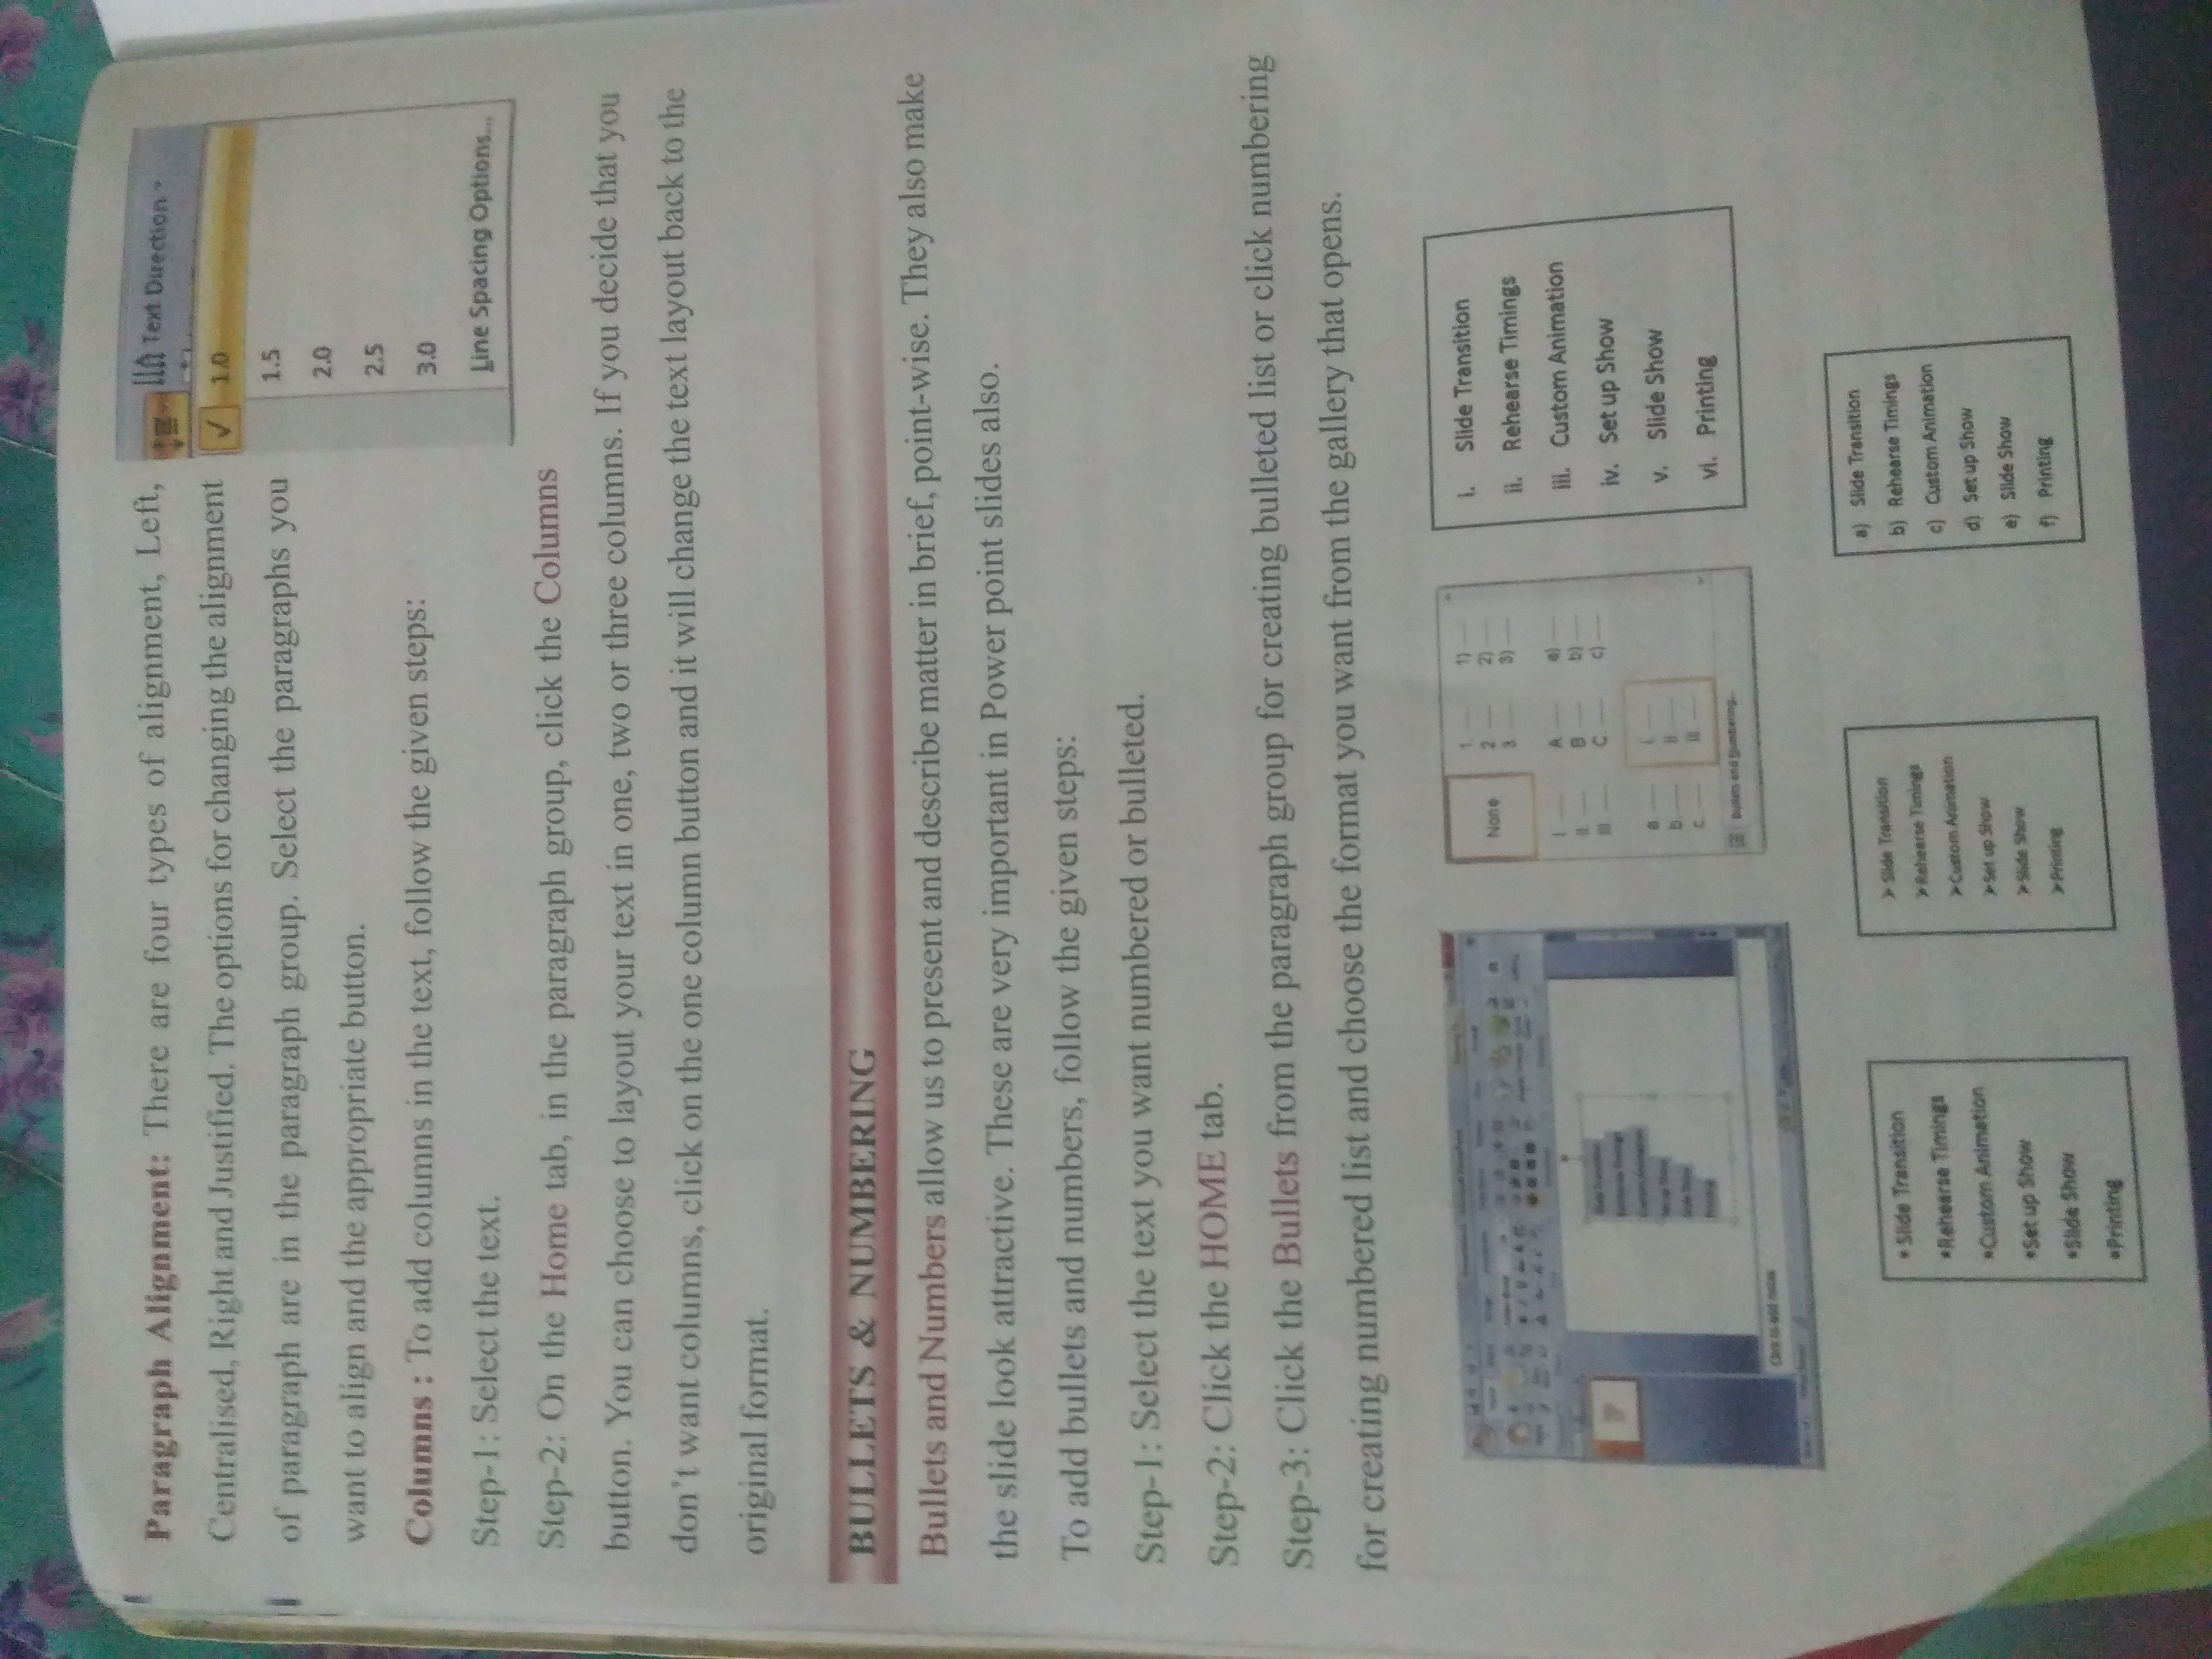 Paragraph Alignment: There are four types of alignment, Left,
Centralised, Right and Justified. The options for changing the alignment
of paragraph are in the paragraph group. Select the paragraphs you
want to align and the appropriate button.
Text Direction
1.0
1.5
2.0
2.5
3.0
Line Spacing Options...
Columns : To add columns in the text, follow the given steps:
Step-1: Select the text.
Step-2: On the Home tab, in the paragraph group, click the Columns
button. You can choose to layout your text in one, two or three columns. If you decide that you
don't want columns, click on the one column button and it will change the text layout back to the
original format.
BULLETS & NUMBERING
Bullets and Numbers allow us to present and describe matter in brief, point-wise. They also make
the slide look attractive. These are very important in Power point slides also.
To add bullets and numbers, follow the given steps:
Step-1: Select the text you want numbered or bulleted.
Step-2: Click the HOME tab.
Step-3: Click the Bullets from the paragraph group for creating bulleted list or click numbering
for creating numbered list and choose the format you want from the gallery that opens.
Click to add notes
None
1.
2.
3.
1)
2)
3)
I.
II.
III.
A.
B.
C.
a)
b)
c)
a.
b.
c.
i.
ii.
iii.
Bullets and Numbering...
i. Slide Transition
ii. Rehearse Timings
iii. Custom Animation
iv. Set up Show
v. Slide Show
vi. Printing
• Slide Transition
•Rehearse Timings
•Custom Animation
•Set up Show
•Slide Show
•Printing
➤ Slide Transition
➤Rehearse Timings
➤Custom Animation
➤Set up Show
➤Slide Show
➤Printing
a) Slide Transition
b) Rehearse Timings
c) Custom Animation
d) Set up Show
e) Slide Show
f) Printing